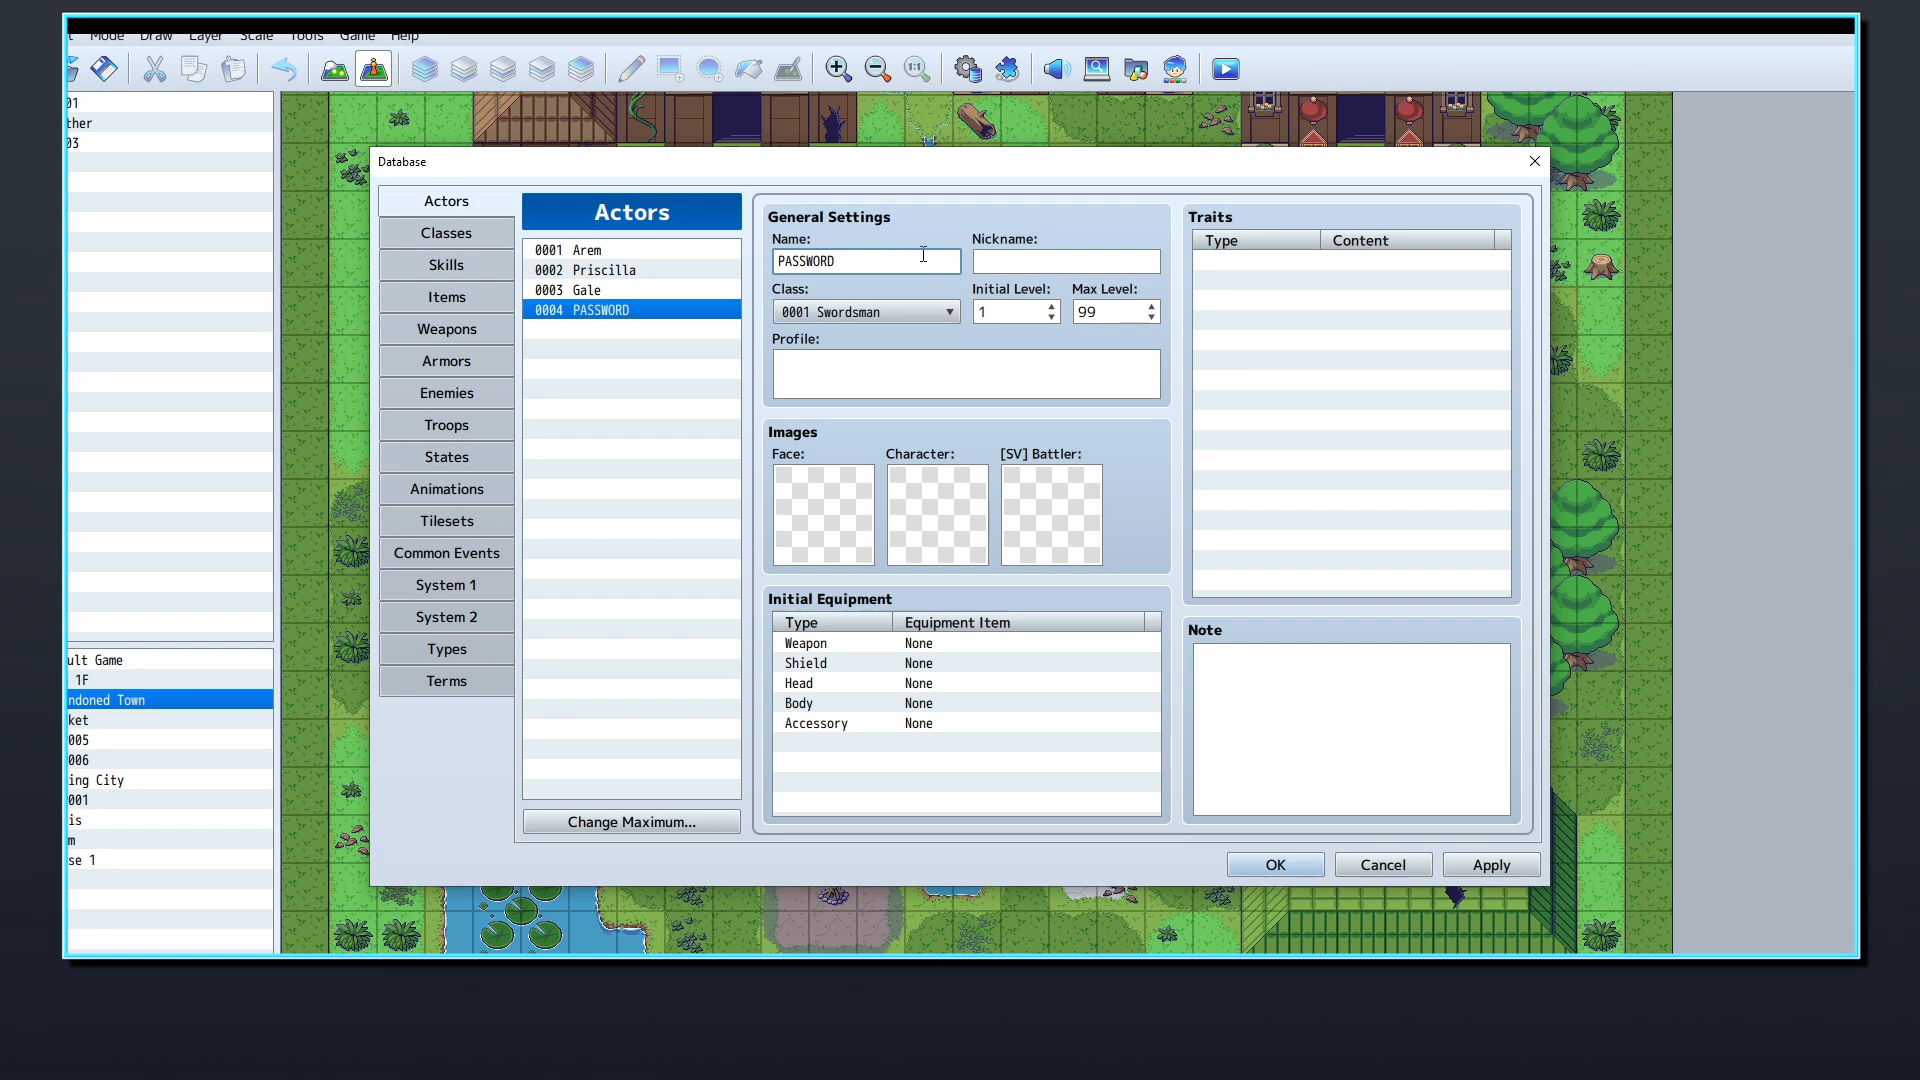 Mode Draw Layer Scale Tools Game Help
1:1
01
ther
03
ult Game
1F
ndoned Town
ket
005
006
ing City
001
is
m
se 1
Database
Actors
Classes
Skills
Items
Weapons
Armors
Enemies
Troops
States
Animations
Tilesets
Common Events
System 1
System 2
Types
Terms
Actors
0001 Arem
0002 Priscilla
0003 Gale
0004 PASSWORD
Change Maximum...
General Settings
Name:
Nickname:
PASSWORD
Class:
Initial Level:
Max Level:
0001 Swordsman
1
99
Profile:
Images
Face:
Character:
[SV] Battler:
Initial Equipment
Type Equipment Item
Weapon None
Shield None
Head None
Body None
Accessory None
Traits
Type Content
Note
OK
Cancel
Apply